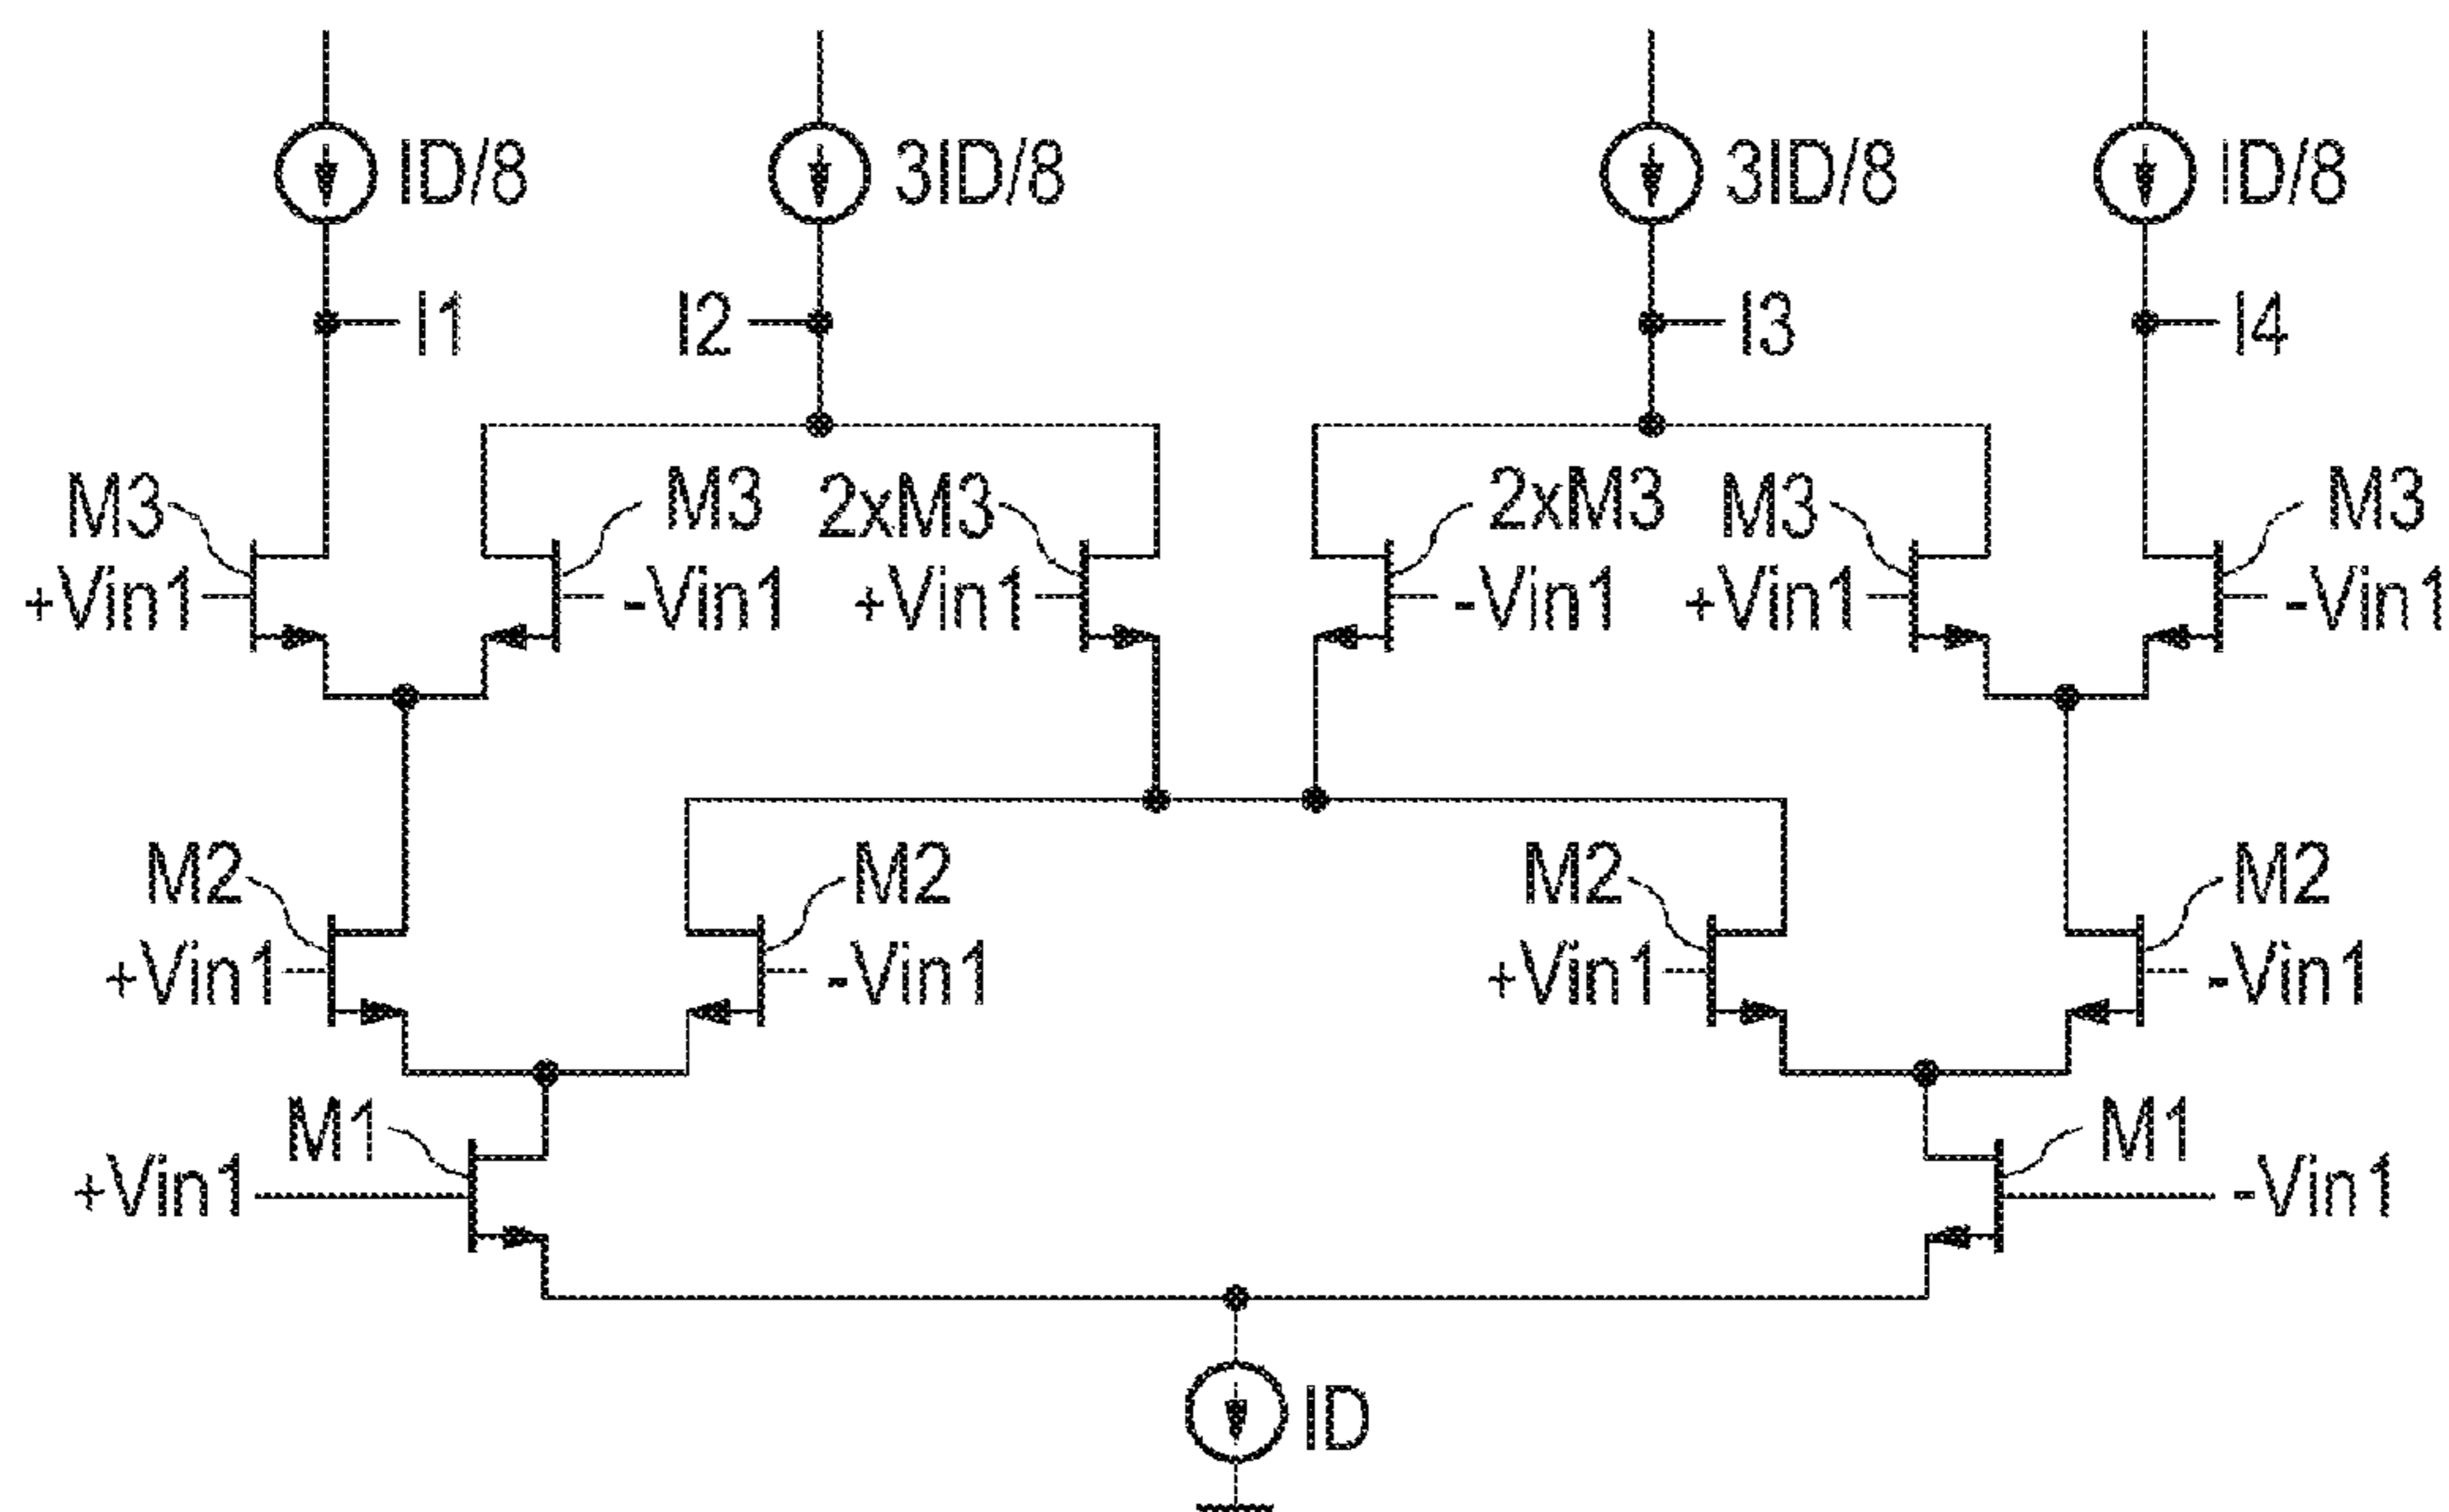 ID/8 3ID/8 3ID/8 ID/8
I1 I2 I3 I4
M3 M3 2xM3 2xM3 M3 M3
+Vin1 -Vin1 +Vin1 -Vin1 +Vin1 -Vin1
M2 M2 M2 M2
+Vin1 -Vin1 +Vin1 -Vin1
M1 M1
+Vin1 -Vin1
ID